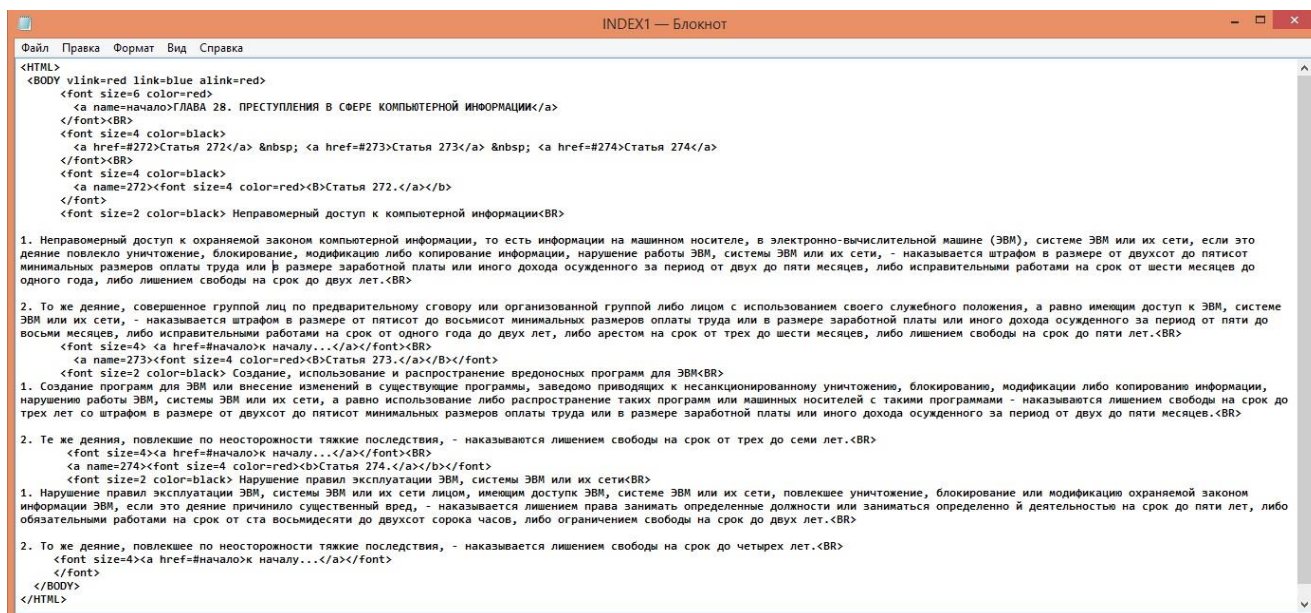 INDEX1 — Блокнот
Файл Правка Формат Вид Справка
<HTML>
<BODY vlink=red link=blue alink=red>
<font size=6 color=red>
<a name=начало>ГЛАВА 28. ПРЕСТУПЛЕНИЯ В СФЕРЕ КОМПЬЮТЕРНОЙ ИНФОРМАЦИИ</a>
</font><BR>
<font size=4 color=black>
<a href=#272>Статья 272</a> &nbsp; <a href=#273>Статья 273</a> &nbsp; <a href=#274>Статья 274</a>
</font><BR>
<font size=4 color=black>
<a name=272><font size=4 color=red><B>Статья 272.</a></b>
</font>
<font size=2 color=black> Неправомерный доступ к компьютерной информации<BR>
1. Неправомерный доступ к охраняемой законом компьютерной информации, то есть информации на машинном носителе, в электронно-вычислительной машине (ЭВМ), системе ЭВМ или их сети, если это
деяние повлекло уничтожение, блокирование, модификацию либо копирование информации, нарушение работы ЭВМ, системы ЭВМ или их сети, - наказывается штрафом в размере от двухсот до пятисот
минимальных размеров оплаты труда или в размере заработной платы или иного дохода осужденного за период от двух до пяти месяцев, либо исправительными работами на срок от шести месяцев до
одного года, либо лишением свободы на срок до двух лет.<BR>
2. То же деяние, совершенное группой лиц по предварительному сговору или организованной группой либо лицом с использованием своего служебного положения, а равно имеющим доступ к ЭВМ, системе
ЭВМ или их сети, - наказывается штрафом в размере от пятисот до восьмисот минимальных размеров оплаты труда или в размере заработной платы или иного дохода осужденного за период от пяти до
восьми месяцев, либо исправительными работами на срок от одного года до двух лет, либо арестом на срок от трех до шести месяцев, либо лишением свободы на срок до пяти лет.<BR>
<font size=4> <a href=#начало>к началу...</a></font><BR>
<a name=273><font size=4 color=red><B>Статья 273.</a></B></font>
<font size=2 color=black> Создание, использование и распространение вредоносных программ для ЭВМ<BR>
1. Создание программ для ЭВМ или внесение изменений в существующие программы, заведомо приводящих к несанкционированному уничтожению, блокированию, модификации либо копированию информации,
нарушению работы ЭВМ, системы ЭВМ или их сети, а равно использование либо распространение таких программ или машинных носителей с такими программами - наказываются лишением свободы на срок до
трех лет со штрафом в размере от двухсот до пятисот минимальных размеров оплаты труда или в размере заработной платы или иного дохода осужденного за период от двух до пяти месяцев.<BR>
2. Те же деяния, повлекшие по неосторожности тяжкие последствия, - наказываются лишением свободы на срок от трех до семи лет.<BR>
<font size=4><a href=#начало>к началу...</a></font><BR>
<a name=274><font size=4 color=red><b>Статья 274.</a></b></font>
<font size=2 color=black> Нарушение правил эксплуатации ЭВМ, системы ЭВМ или их сети<BR>
1. Нарушение правил эксплуатации ЭВМ, системы ЭВМ или их сети лицом, имеющим доступк ЭВМ, системе ЭВМ или их сети, повлекшее уничтожение, блокирование или модификацию охраняемой законом
информации ЭВМ, если это деяние причинило существенный вред, - наказывается лишением права занимать определенные должности или заниматься определенно й деятельностью на срок до пяти лет, либо
обязательными работами на срок от ста восьмидесяти до двухсот сорока часов, либо ограничением свободы на срок до двух лет.<BR>
2. То же деяние, повлекшее по неосторожности тяжкие последствия, - наказывается лишением свободы на срок до четырех лет.<BR>
<font size=4><a href=#начало>к началу...</a></font>
</font>
</BODY>
</HTML>